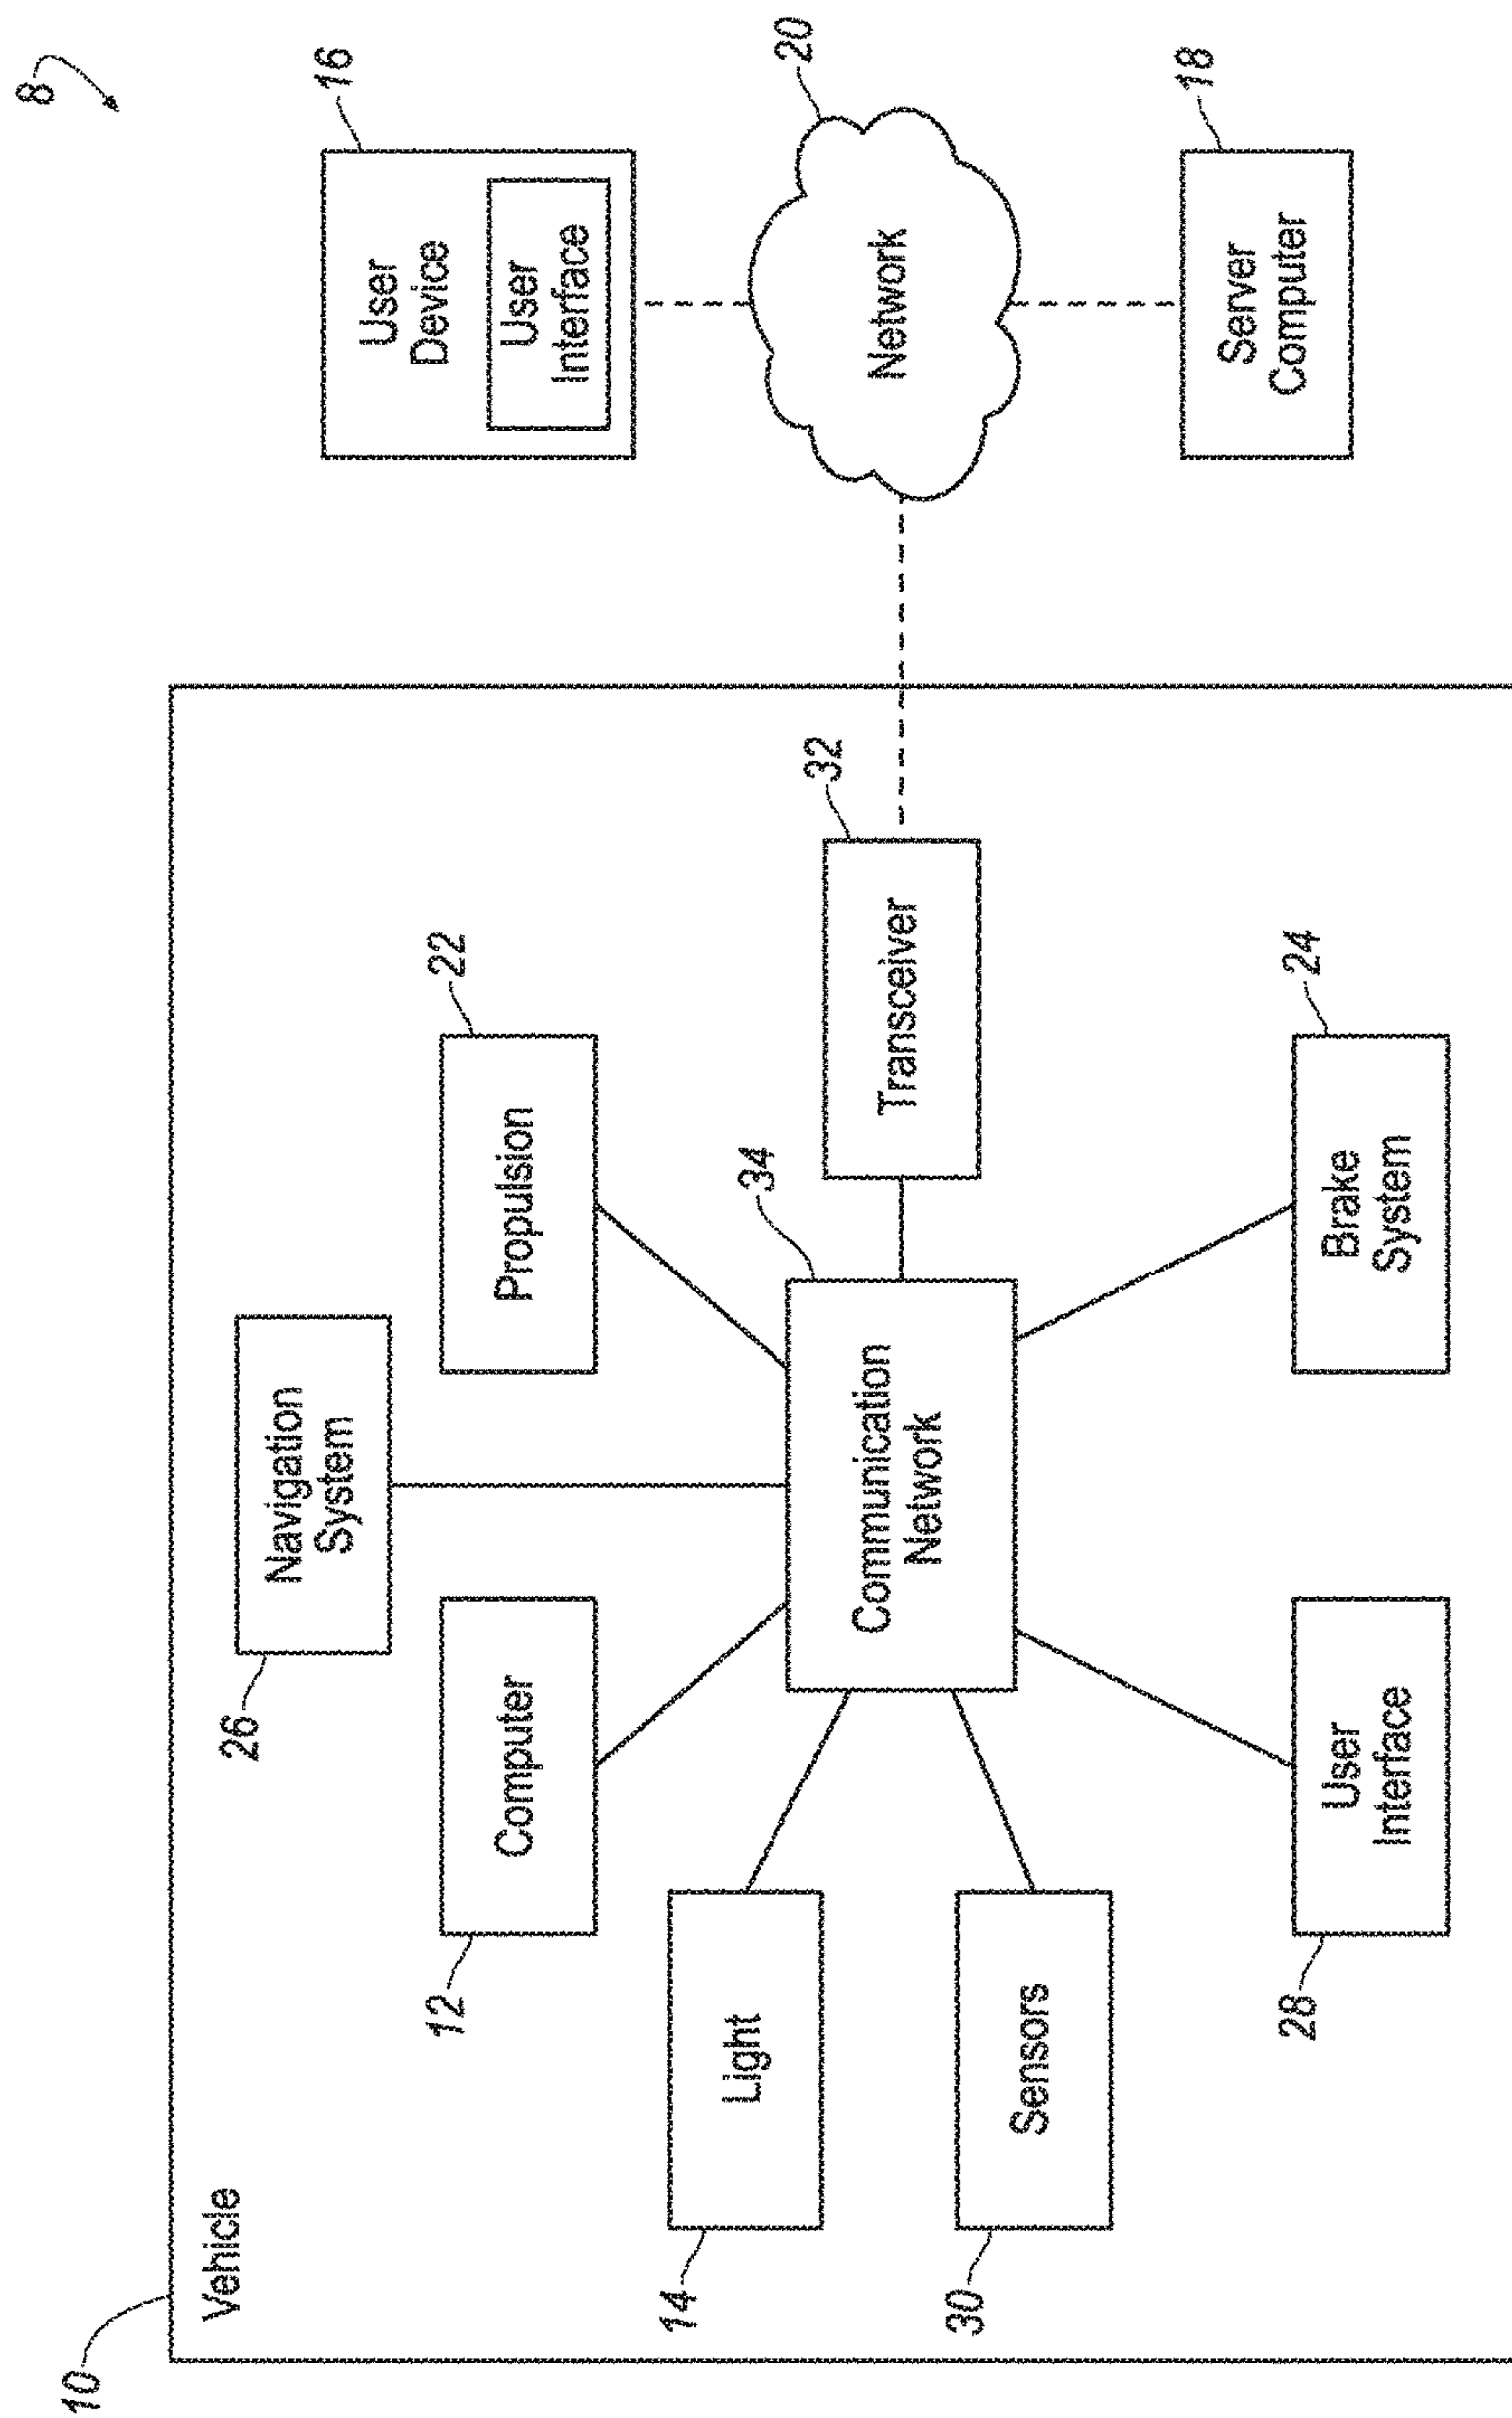 8
10
Vehicle
26
Navigation
System
12
Computer
Propulsion
22
14
Light
30
Sensors
Communication
Network
34
Transceiver
32
28
User
Interface
Brake
System
24
User
Device
User
Interface
16
Network
20
Server
Computer
18